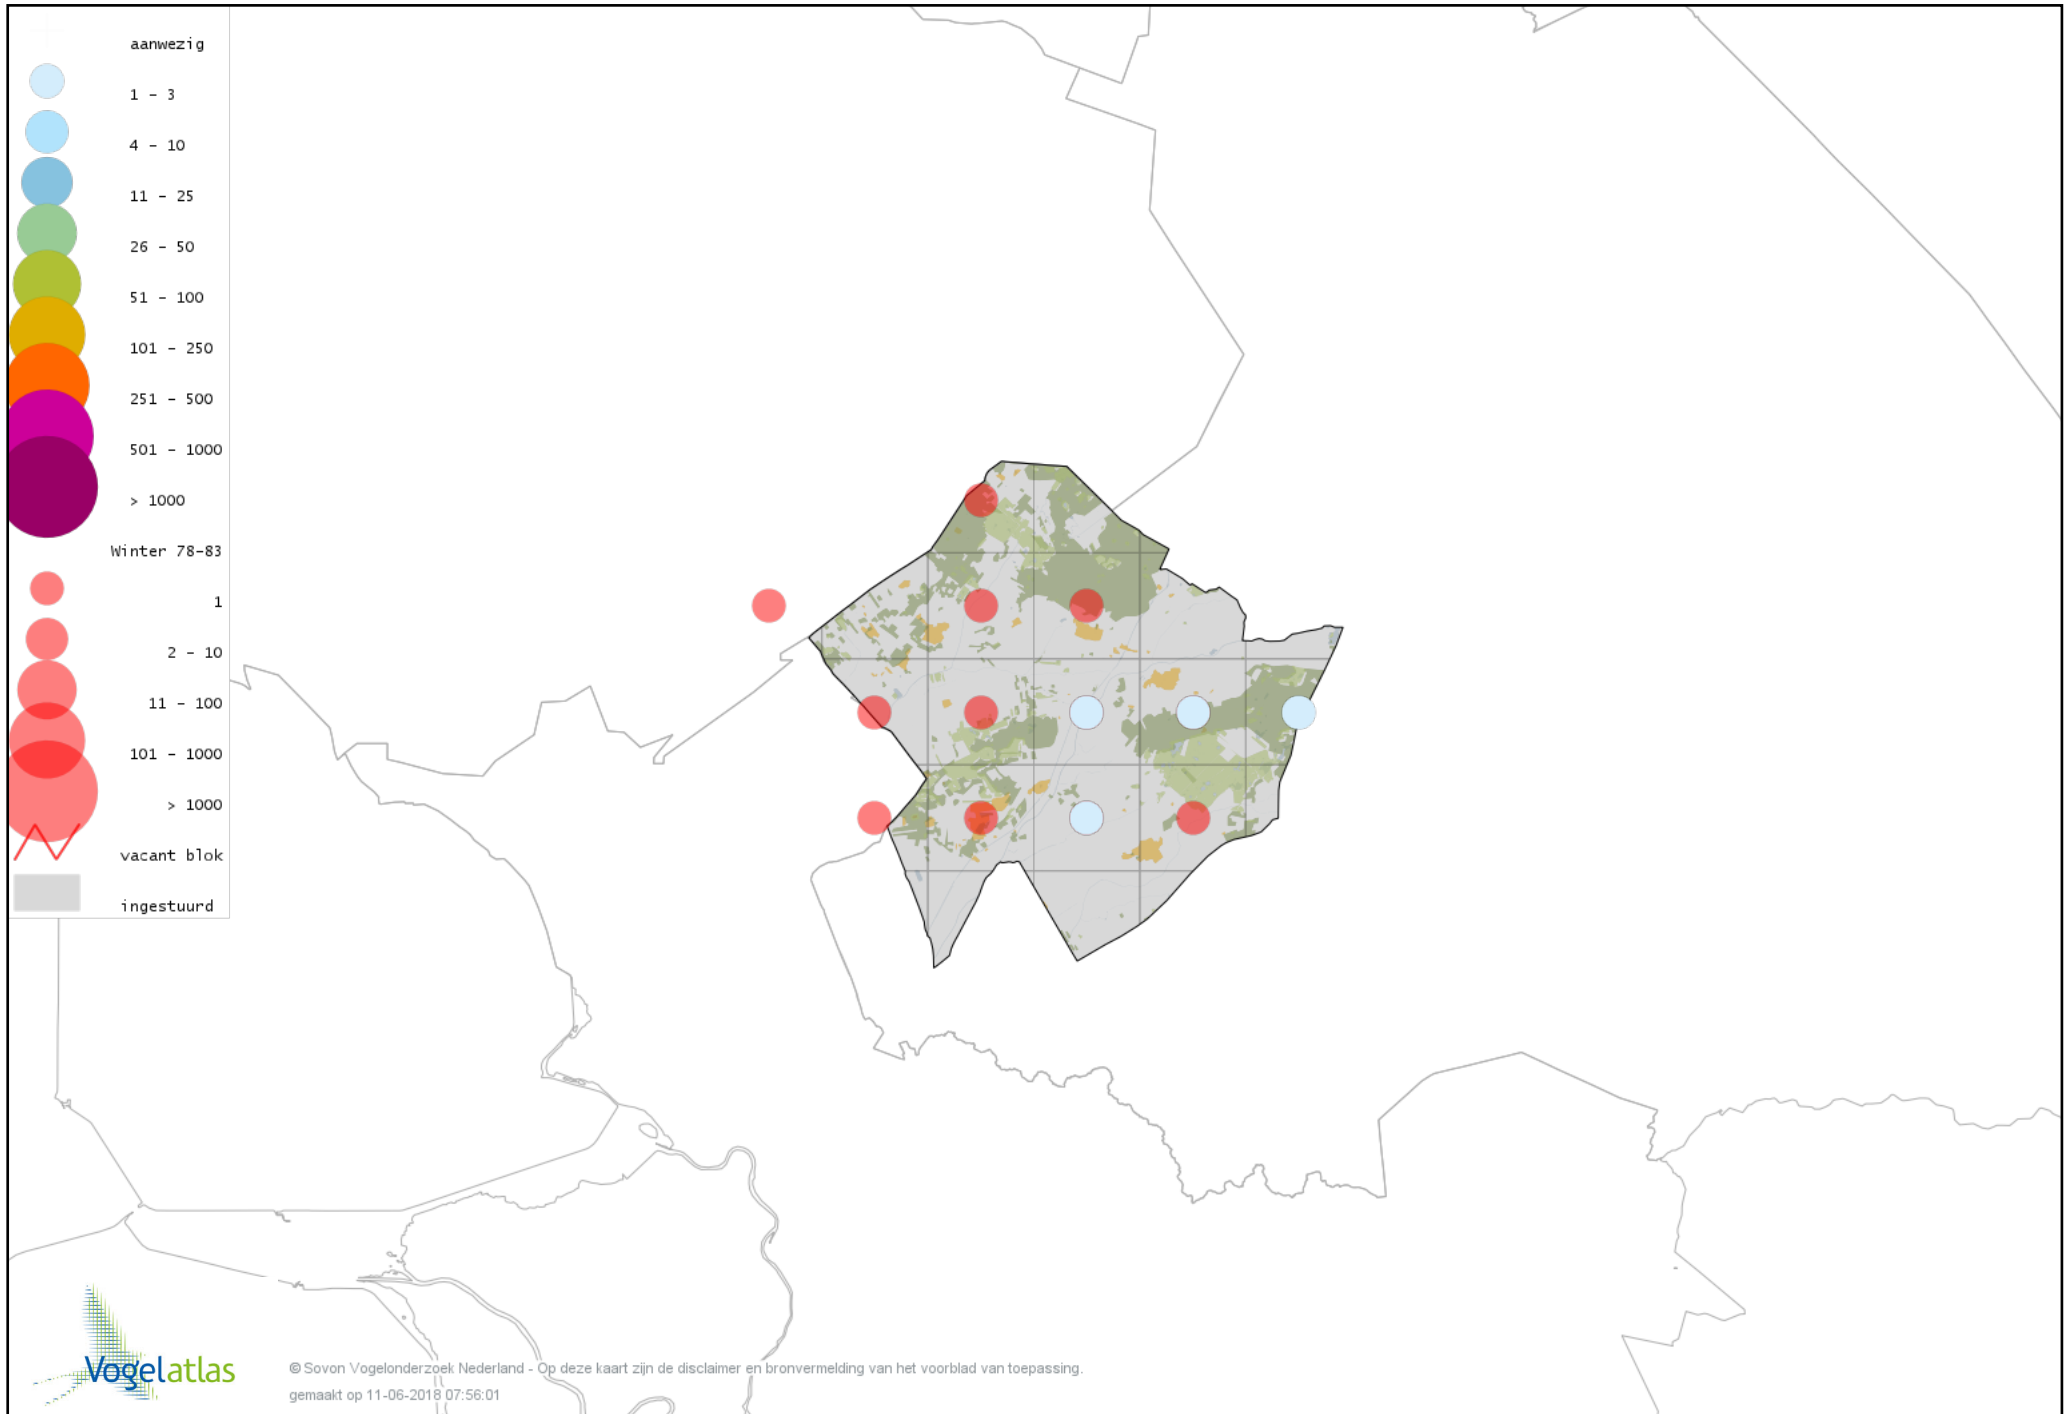 aanwezig
1 - 3
4 - 10
11 - 25
26 - 50
51 - 100
101 - 250
251 - 500
501 - 1000
> 1000
Winter 78-83
1
2 - 10
11 - 100
101 - 1000
> 1000
vacant blok
ingestuurd
Vogelatlas
© Sovon Vogelonderzoek Nederland - Op deze kaart zijn de disclaimer en bronvermelding van het voorblad van toepassing.
gemaakt op 11-06-2018 07:56:01